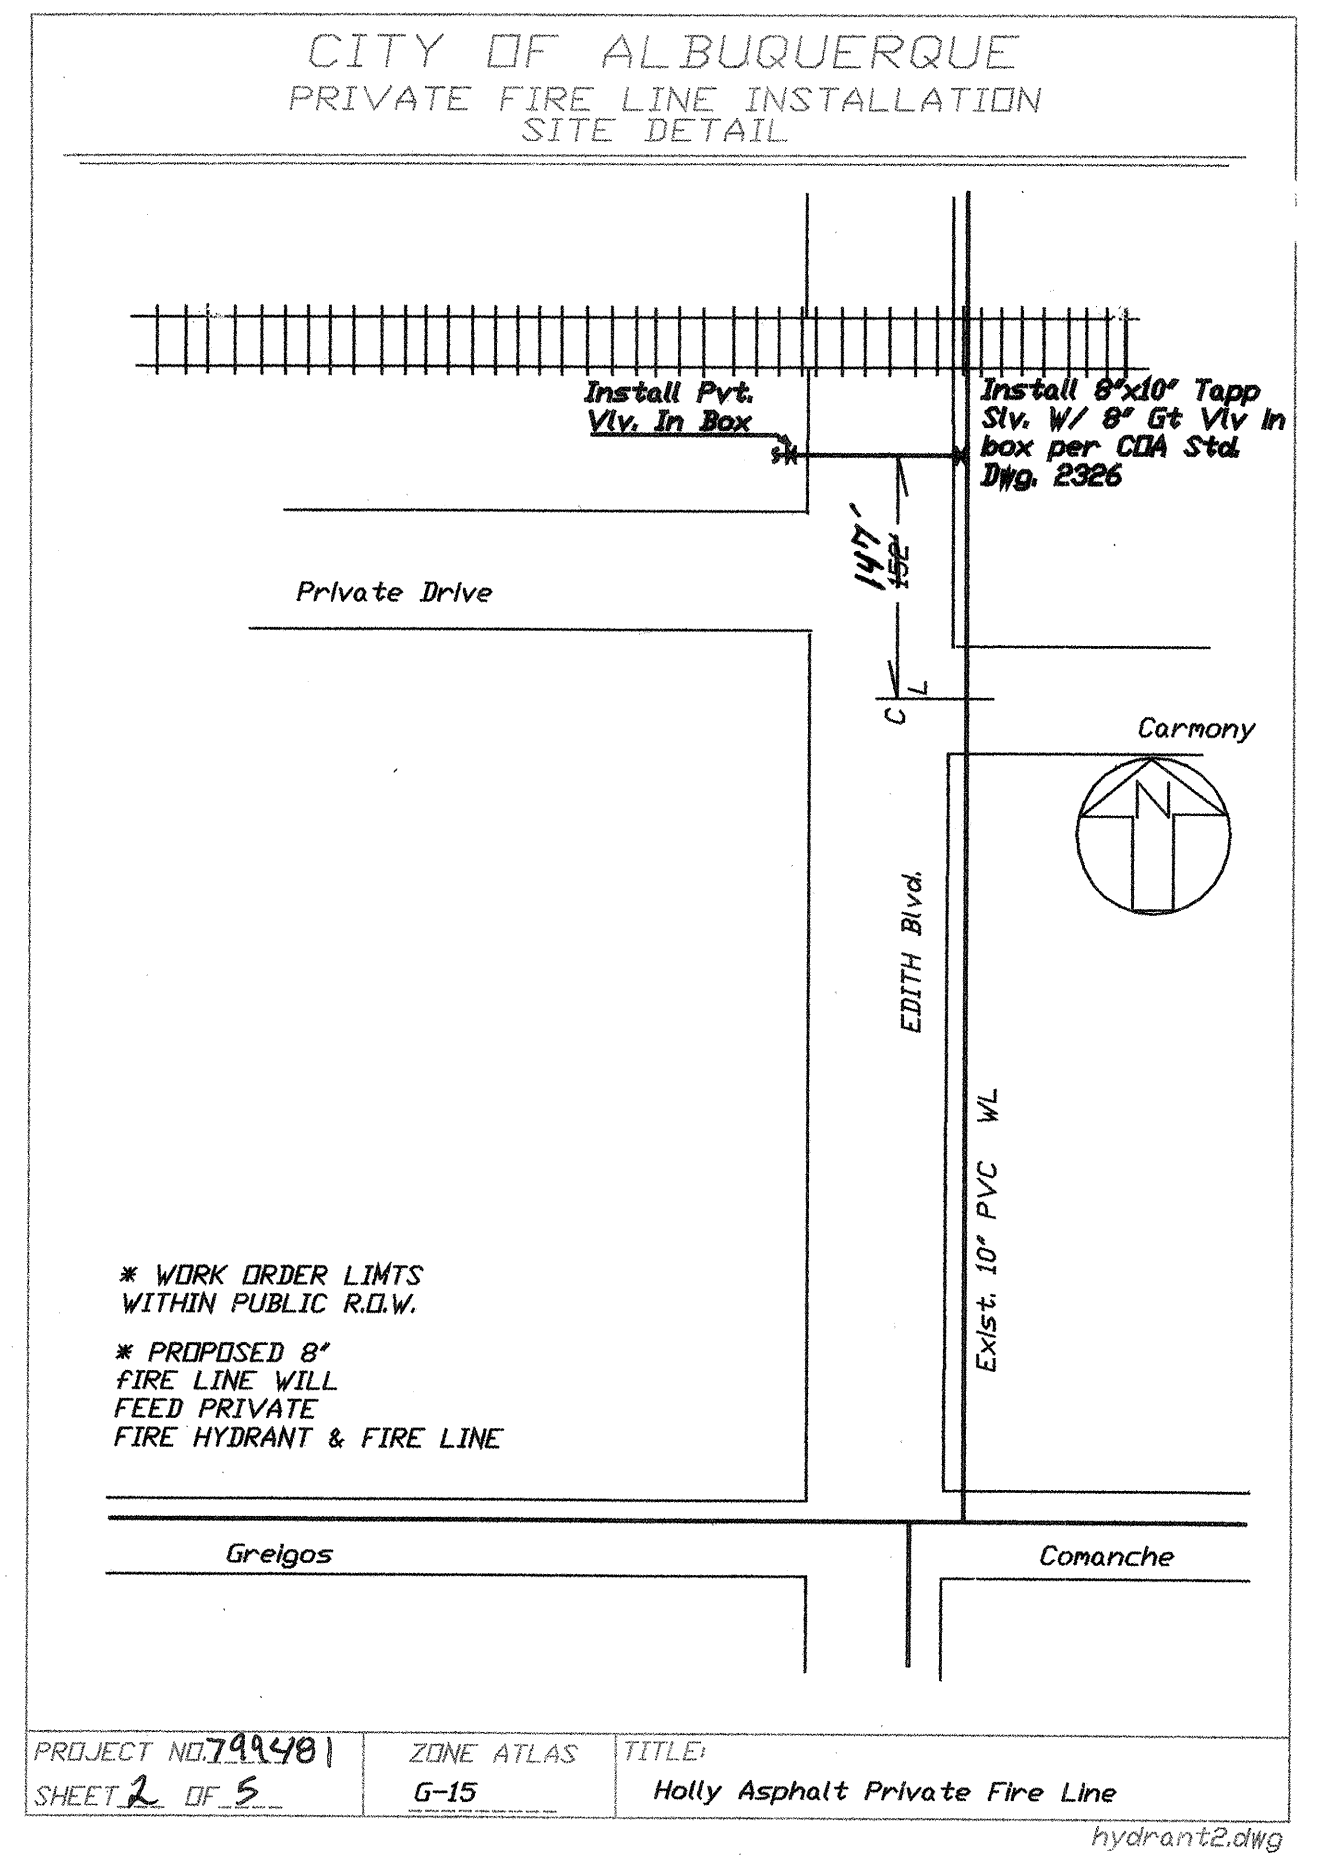 CITY OF ALBUQUERQUE
PRIVATE FIRE LINE INSTALLATION
SITE DETAIL
Install Pvt.
Vlv. In Box
Install 8"x10" Tapp
Slv. W/ 8" Gt Vlv in
box per COA Std.
Dwg. 2326
147'
152'
Private Drive
C L
Carmony
N
EDITH Blvd.
Exist. 10" PVC WL
* WORK ORDER LIMTS
WITHIN PUBLIC R.O.W.
* PROPOSED 8"
fIRE LINE WILL
FEED PRIVATE
FIRE HYDRANT & FIRE LINE
Greigos
Comanche
PROJECT NO. 799481
SHEET 2 OF 5
ZONE ATLAS
G-15
TITLE:
Holly Asphalt Private Fire Line
hydrant2.dwg